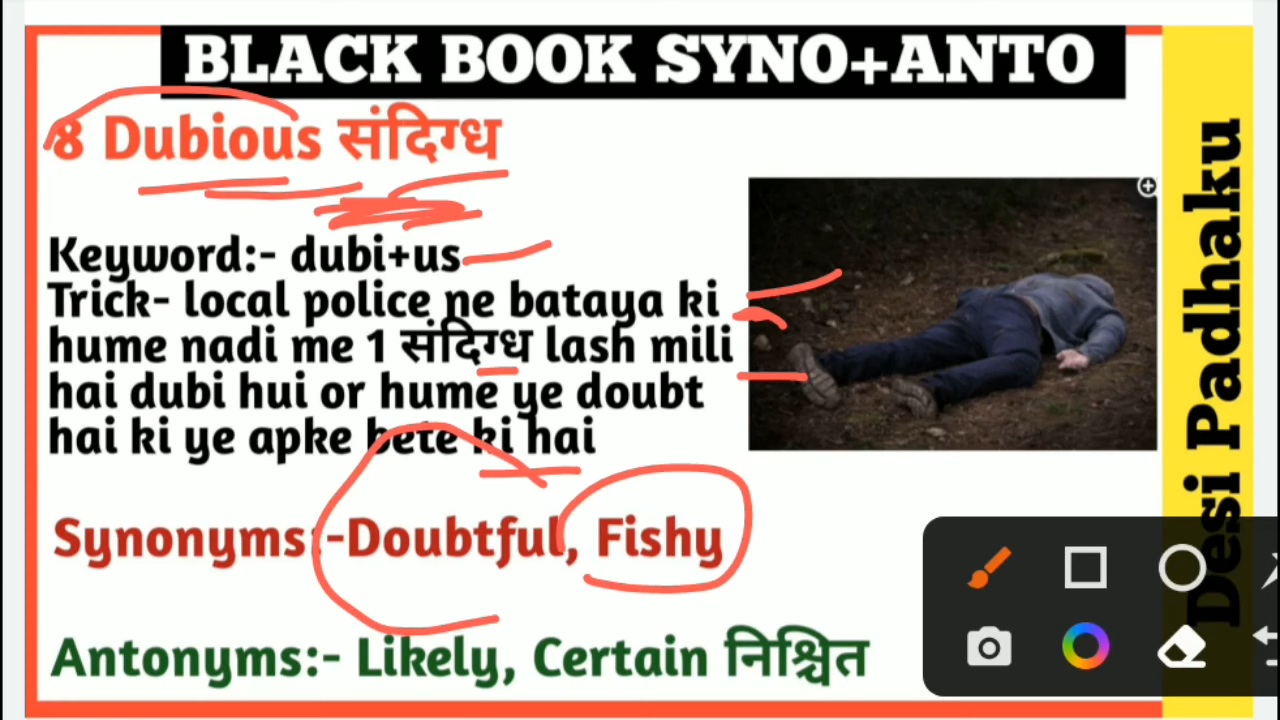 BLACK BOOK SYNO+ANTO
8 Dubious संदिग्ध
Keyword:- dubi+us
Trick- local police ne bataya ki
hume nadi me 1 संदिग्ध lash mili
hai dubi hui or hume ye doubt
hai ki ye apke bete ki hai
Synonyms:-Doubtful, Fishy
Antonyms:- Likely, Certain निश्चित
Desi Padhaku